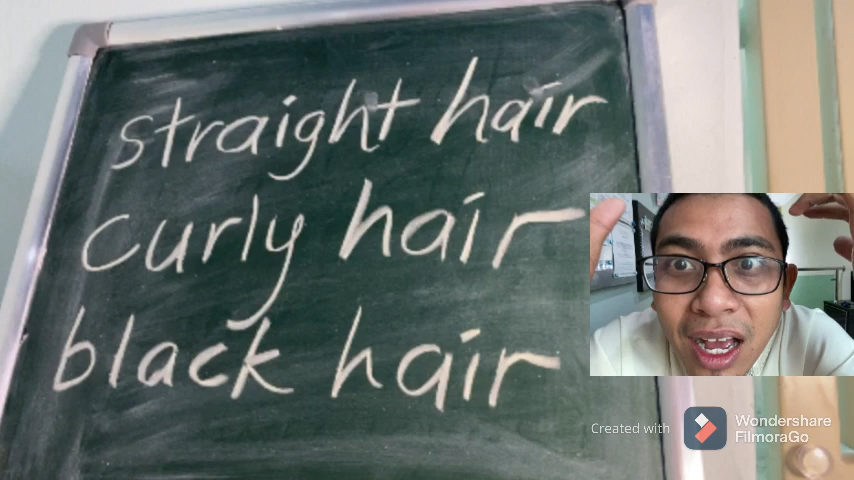 straight hair
curly hair
black hair
Created with
Wondershare
FilmoraGo